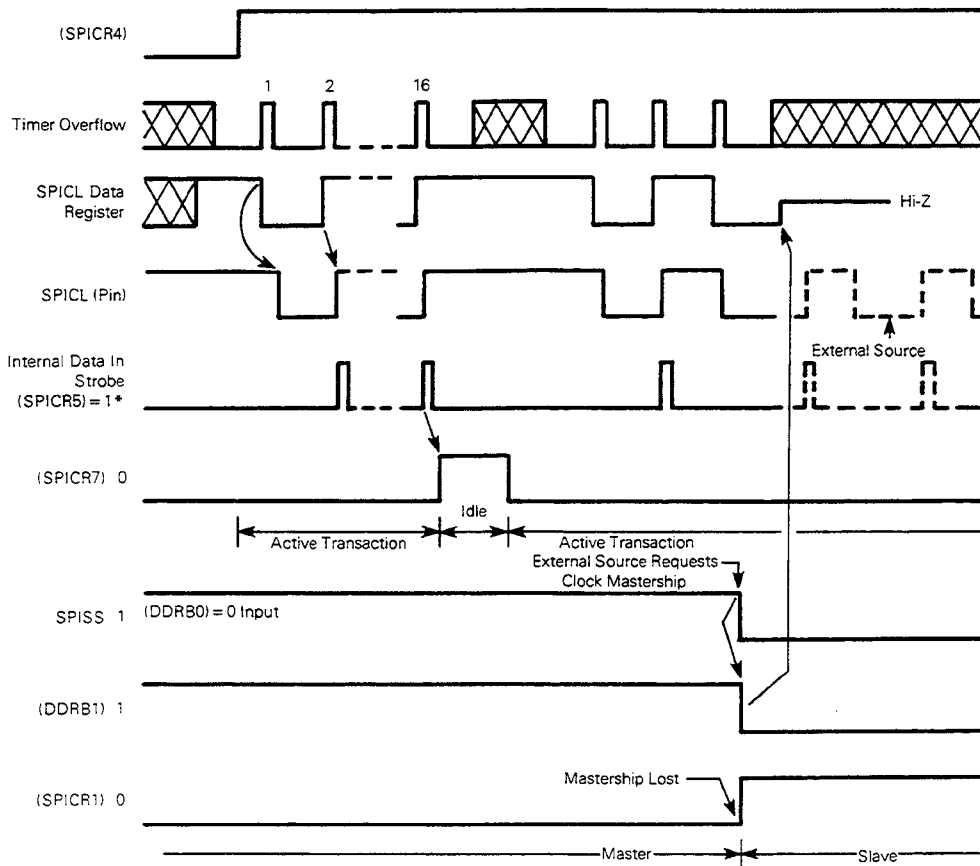 (SPICR4)
1 2 16
Timer Overflow
SPICL Data
Register
Hi-Z
SPICL (Pin)
External Source
Internal Data In
Strobe
(SPICR5) = 1*
(SPICR7) 0
Idle
Active Transaction
Active Transaction
External Source Requests
Clock Mastership
SPISS 1
(DDRB0) = 0 Input
(DDRB1) 1
Mastership Lost
(SPICR1) 0
Master
Slave